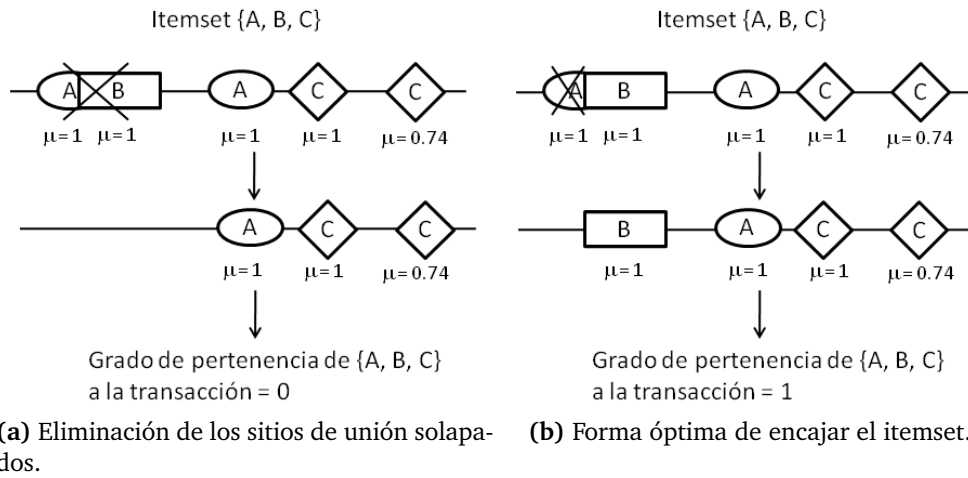 Itemset {A, B, C}
A B A C C
μ=1 μ=1 μ=1 μ=1 μ=0.74
A C C
μ=1 μ=1 μ=0.74
Grado de pertenencia de {A, B, C}
a la transacción = 0
(a) Eliminación de los sitios de unión solapa-
dos.
Itemset {A, B, C}
A B A C C
μ=1 μ=1 μ=1 μ=1 μ=0.74
B A C C
μ=1 μ=1 μ=1 μ=0.74
Grado de pertenencia de {A, B, C}
a la transacción = 1
(b) Forma óptima de encajar el itemset.